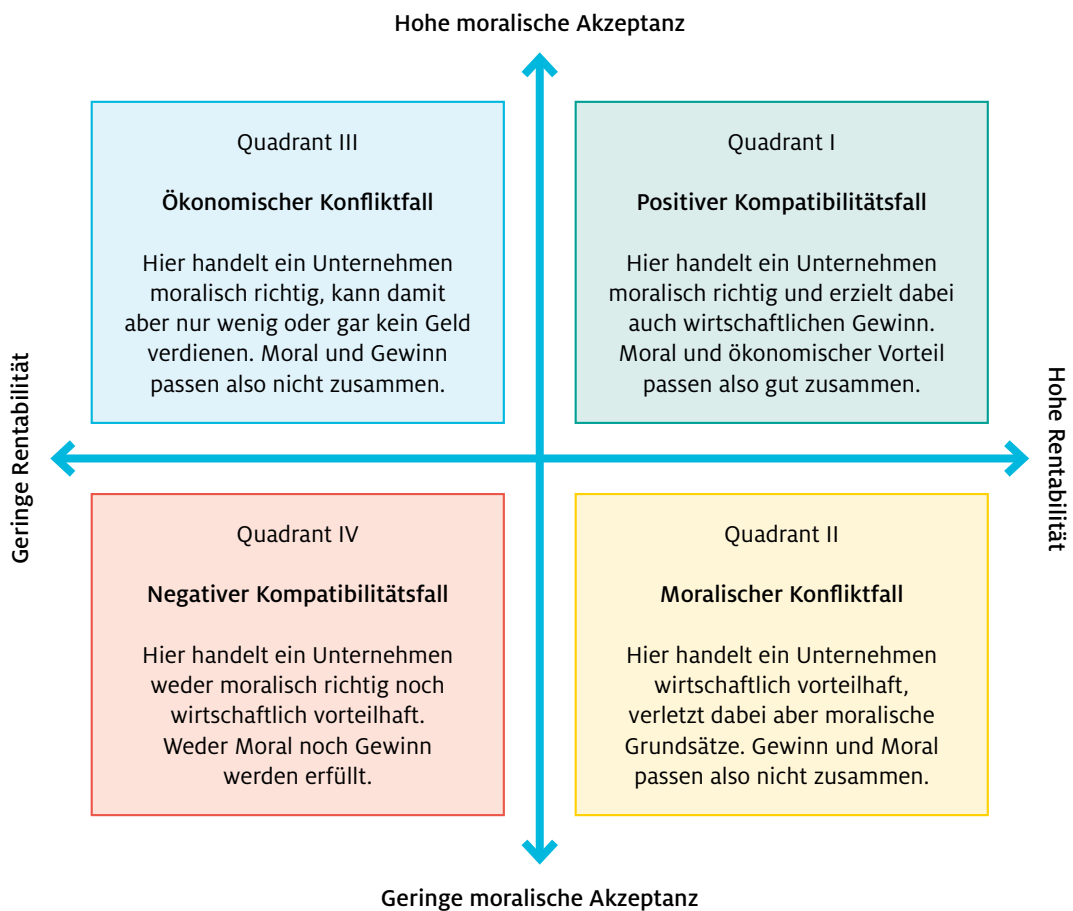 Hohe moralische Akzeptanz
Quadrant III
Ökonomischer Konfliktfall
Hier handelt ein Unternehmen
moralisch richtig, kann damit
aber nur wenig oder gar kein Geld
verdienen. Moral und Gewinn
passen also nicht zusammen.
Quadrant I
Positiver Kompatibilitätsfall
Hier handelt ein Unternehmen
moralisch richtig und erzielt dabei
auch wirtschaftlichen Gewinn.
Moral und ökonomischer Vorteil
passen also gut zusammen.
Geringe Rentabilität
Hohe Rentabilität
Quadrant IV
Negativer Kompatibilitätsfall
Hier handelt ein Unternehmen
weder moralisch richtig noch
wirtschaftlich vorteilhaft.
Weder Moral noch Gewinn
werden erfüllt.
Quadrant II
Moralischer Konfliktfall
Hier handelt ein Unternehmen
wirtschaftlich vorteilhaft,
verletzt dabei aber moralische
Grundsätze. Gewinn und Moral
passen also nicht zusammen.
Geringe moralische Akzeptanz